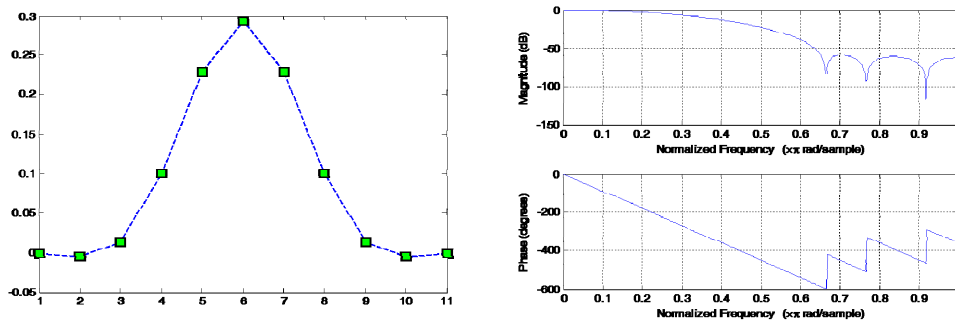 0.3
0.25
0.2
0.15
0.1
0.05
0
-0.05
1 2 3 4 5 6 7 8 9 10 11
0
-50
-100
-150
Magnitude (dB)
0 0.1 0.2 0.3 0.4 0.5 0.6 0.7 0.8 0.9
Normalized Frequency (×π rad/sample)
0
-200
-400
-600
Phase (degrees)
0 0.1 0.2 0.3 0.4 0.5 0.6 0.7 0.8 0.9
Normalized Frequency (×π rad/sample)